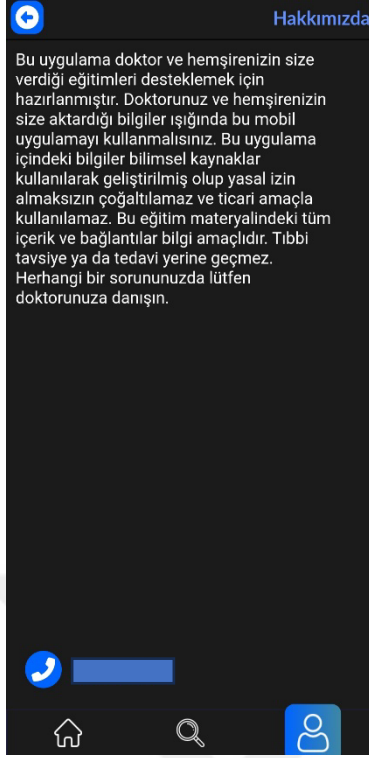 Hakkımızda
Bu uygulama doktor ve hemşirenizin size
verdiği eğitimleri desteklemek için
hazırlanmıştır. Doktorunuz ve hemşirenizin
size aktardığı bilgiler ışığında bu mobil
uygulamayı kullanmalısınız. Bu uygulama
içindeki bilgiler bilimsel kaynaklar
kullanılarak geliştirilmiş olup yasal izin
almaksızın çoğaltılamaz ve ticari amaçla
kullanılamaz. Bu eğitim materyalindeki tüm
içerik ve bağlantılar bilgi amaçlıdır. Tıbbi
tavsiye ya da tedavi yerine geçmez.
Herhangi bir sorununuzda lütfen
doktorunuza danışın.